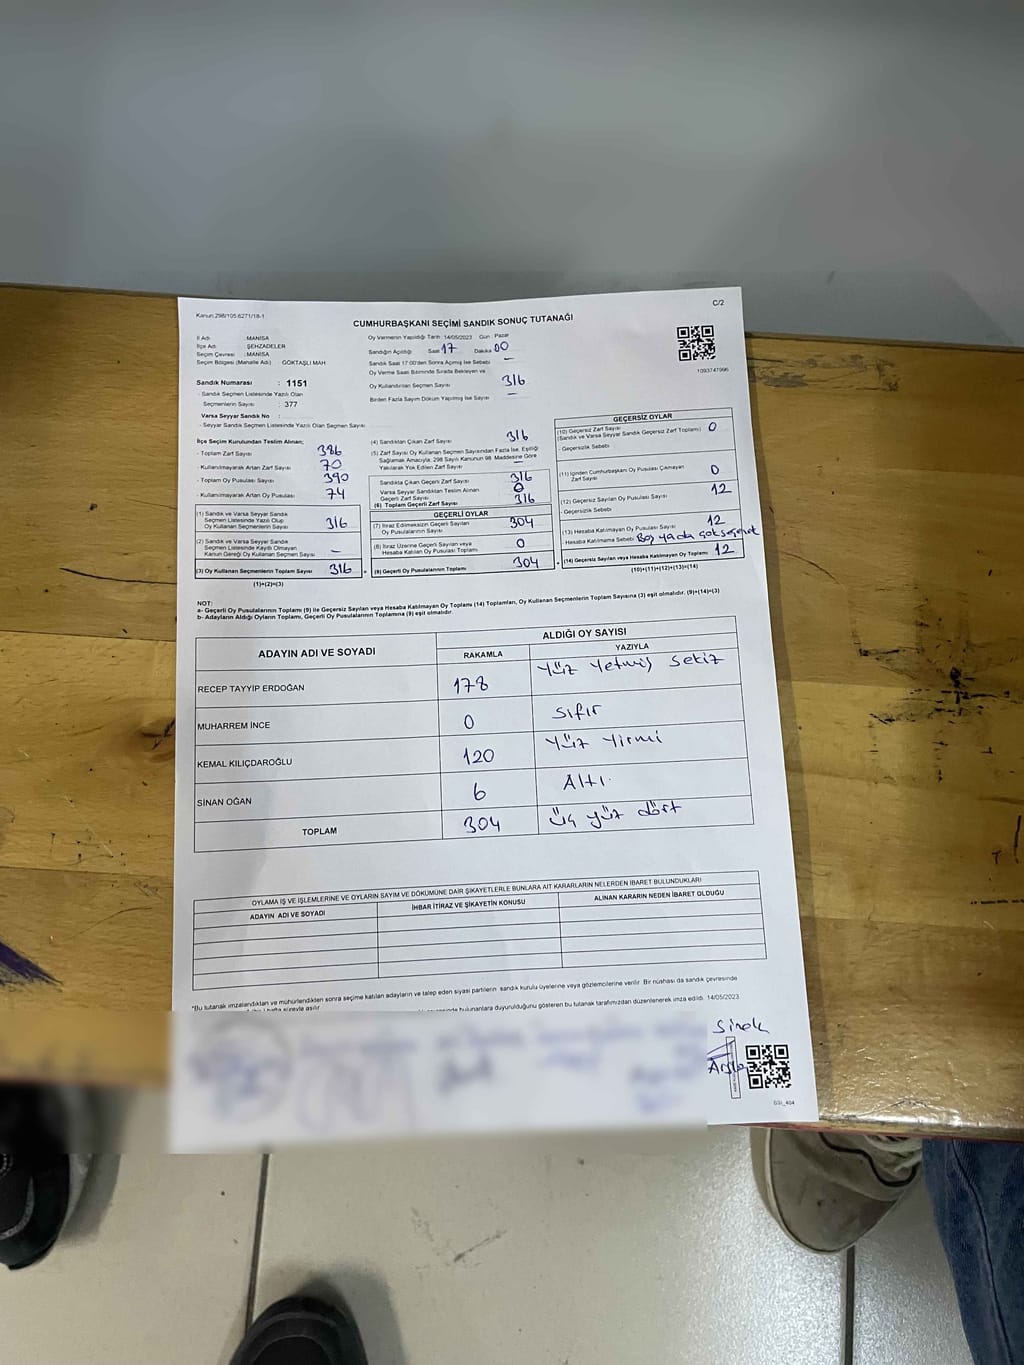 Kanun:298/105 6271/18-1
C/2
CUMHURBAŞKANI SEÇİMİ SANDIK SONUÇ TUTANAĞI
İl Adı : MANİSA
İlçe Adı : ŞEHZADELER
Seçim Çevresi : MANİSA
Seçim Bölgesi (Mahalle Adı) GÖKTAŞLI MAH
Sandık Numarası : 1151
- Sandık Seçmen Listesinde Yazılı Olan
Seçmenlerin Sayısı : 377
Varsa Seyyar Sandık No :
- Seyyar Sandık Seçmen Listesinde Yazılı Olan Seçmen Sayısı
Oy Vermenin Yapıldığı Tarih :14/05/2023 Gün : Pazar
Sandığın Açıldığı Saat 17 Dakika 00
Sandık Saat 17:00'den Sonra Açılmış İse Sebebi —
Oy Verme Saati Bitiminde Sırada Bekleyen ve
Oy Kullandırılan Seçmen Sayısı 316
Birden Fazla Sayım Döküm Yapılmış İse Sayısı —
1093747996
İlçe Seçim Kurulundan Teslim Alınan;
- Toplam Zarf Sayısı 386
- Kullanılmayarak Artan Zarf Sayısı 70
- Toplam Oy Pusulası Sayısı 390
- Kullanılmayarak Artan Oy Pusulası 74
(1) Sandık ve Varsa Seyyar Sandık
Seçmen Listesinde Yazılı Olup
Oy Kullanan Seçmenlerin Sayısı 316
(2) Sandık ve Varsa Seyyar Sandık
Seçmen Listesinde Kayıtlı Olmayan
Kanun Gereği Oy Kullanan Seçmen Sayısı —
(3) Oy Kullanan Seçmenlerin Toplam Sayısı 316
(1)+(2)=(3)
(4) Sandıktan Çıkan Zarf Sayısı 316
(5) Zarf Sayısı Oy Kullanan Seçmen Sayısından Fazla İse, Eşitliği
Sağlamak Amacıyla; 298 Sayılı Kanunun 98. Maddesine Göre
Yakılarak Yok Edilen Zarf Sayısı —
Sandıkta Çıkan Geçerli Zarf Sayısı 316
Varsa Seyyar Sandıktan Teslim Alınan
Geçerli Zarf Sayısı 0
(6) Toplam Geçerli Zarf Sayısı 316
GEÇERLİ OYLAR
(7) İtiraz Edilmeksizin Geçerli Sayılan
Oy Pusulalarının Sayısı 304
(8) İtiraz Üzerine Geçerli Sayılan veya
Hesaba Katılan Oy Pusulası Toplamı 0
(9) Geçerli Oy Pusulalarının Toplamı 304
GEÇERSİZ OYLAR
(10) Geçersiz Zarf Sayısı
(Sandık ve Varsa Seyyar Sandık Geçersiz Zarf Toplamı) 0
- Geçersizlik Sebebi
(11) İçinden Cumhurbaşkanı Oy Pusulası Çıkmayan
Zarf Sayısı 0
(12) Geçersiz Sayılan Oy Pusulası Sayısı 12
- Geçersizlik Sebebi
(13) Hesaba Katılmayan Oy Pusulası Sayısı 12
Hesaba Katılmama Sebebi Boş ya da
(14) Geçersiz Sayılan veya Hesaba Katılmayan Oy Toplamı 12
(10)+(11)+(12)+(13)=(14)
NOT:
a- Geçerli Oy Pusulalarının Toplamı (9) ile Geçersiz Sayılan veya Hesaba Katılmayan Oy Toplamı (14) Toplamları, Oy Kullanan Seçmenlerin Toplam Sayısına (3) eşit olmalıdır. (9)+(14)=(3)
b- Adayların Aldığı Oyların Toplamı, Geçerli Oy Pusulalarının Toplamına (9) eşit olmalıdır.
ADAYIN ADI VE SOYADI
ALDIĞI OY SAYISI
RAKAMLA YAZIYLA
RECEP TAYYİP ERDOĞAN 178 Yüz Yetmiş Sekiz
MUHARREM İNCE 0 Sıfır
KEMAL KILIÇDAROĞLU 120 Yüz Yirmi
SİNAN OĞAN 6 Altı
TOPLAM 304 Üç yüz dört
OYLAMA İŞ VE İŞLEMLERİNE VE OYLARIN SAYIM VE DÖKÜMÜNE DAİR ŞİKAYETLERLE BUNLARA AİT KARARLARIN NELERDEN İBARET BULUNDUKLARI
ADAYIN ADI VE SOYADI İHBAR İTİRAZ VE ŞİKAYETİN KONUSU ALINAN KARARIN NEDEN İBARET OLDUĞU
*Bu tutanak imzalandıktan ve mühürlendikten sonra seçime katılan adayların ve talep eden siyasi partilerin sandık kurulu üyelerine veya gözlemcilerine verilir. Bir nüshası da sandık çevresinde
hafta süreyle asılır.
bulunanlara duyurulduğunu gösteren bu tutanak tarafımızdan düzenlenerek imza edildi. 14/05/2023